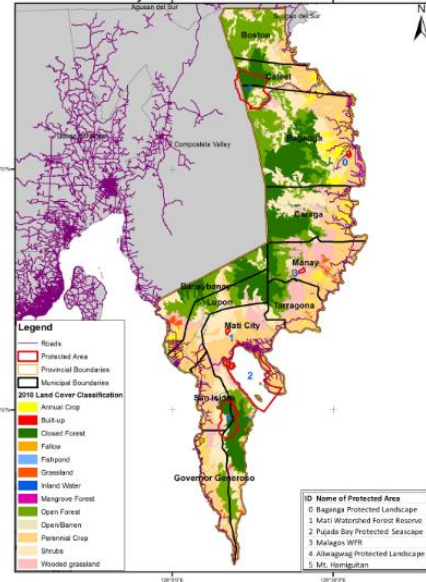 Agusan del Sur
Surigao del Sur
N
Boston
Cateel
Baganga
0
Compostela Valley
Caraga
Manay
3
Banaybanay
Lupon
Tarragona
Mati City
1
2
San Isidro
Governor Generoso
Legend
Roads
Protected Area
Provincial Boundaries
Municipal Boundaries
2010 Land Cover Classification
Annual Crop
Built-up
Closed Forest
Fallow
Fishpond
Grassland
Inland Water
Mangrove Forest
Open Forest
Open/Barren
Perennial Crop
Shrubs
Wooded grassland
ID Name of Protected Area
0 Baganga Protected Landscape
1 Mati Watershed Forest Reserve
2 Pujada Bay Protected Seascape
3 Malagos WFR
4 Aliwagwag Protected Landscape
5 Mt. Hamiguitan